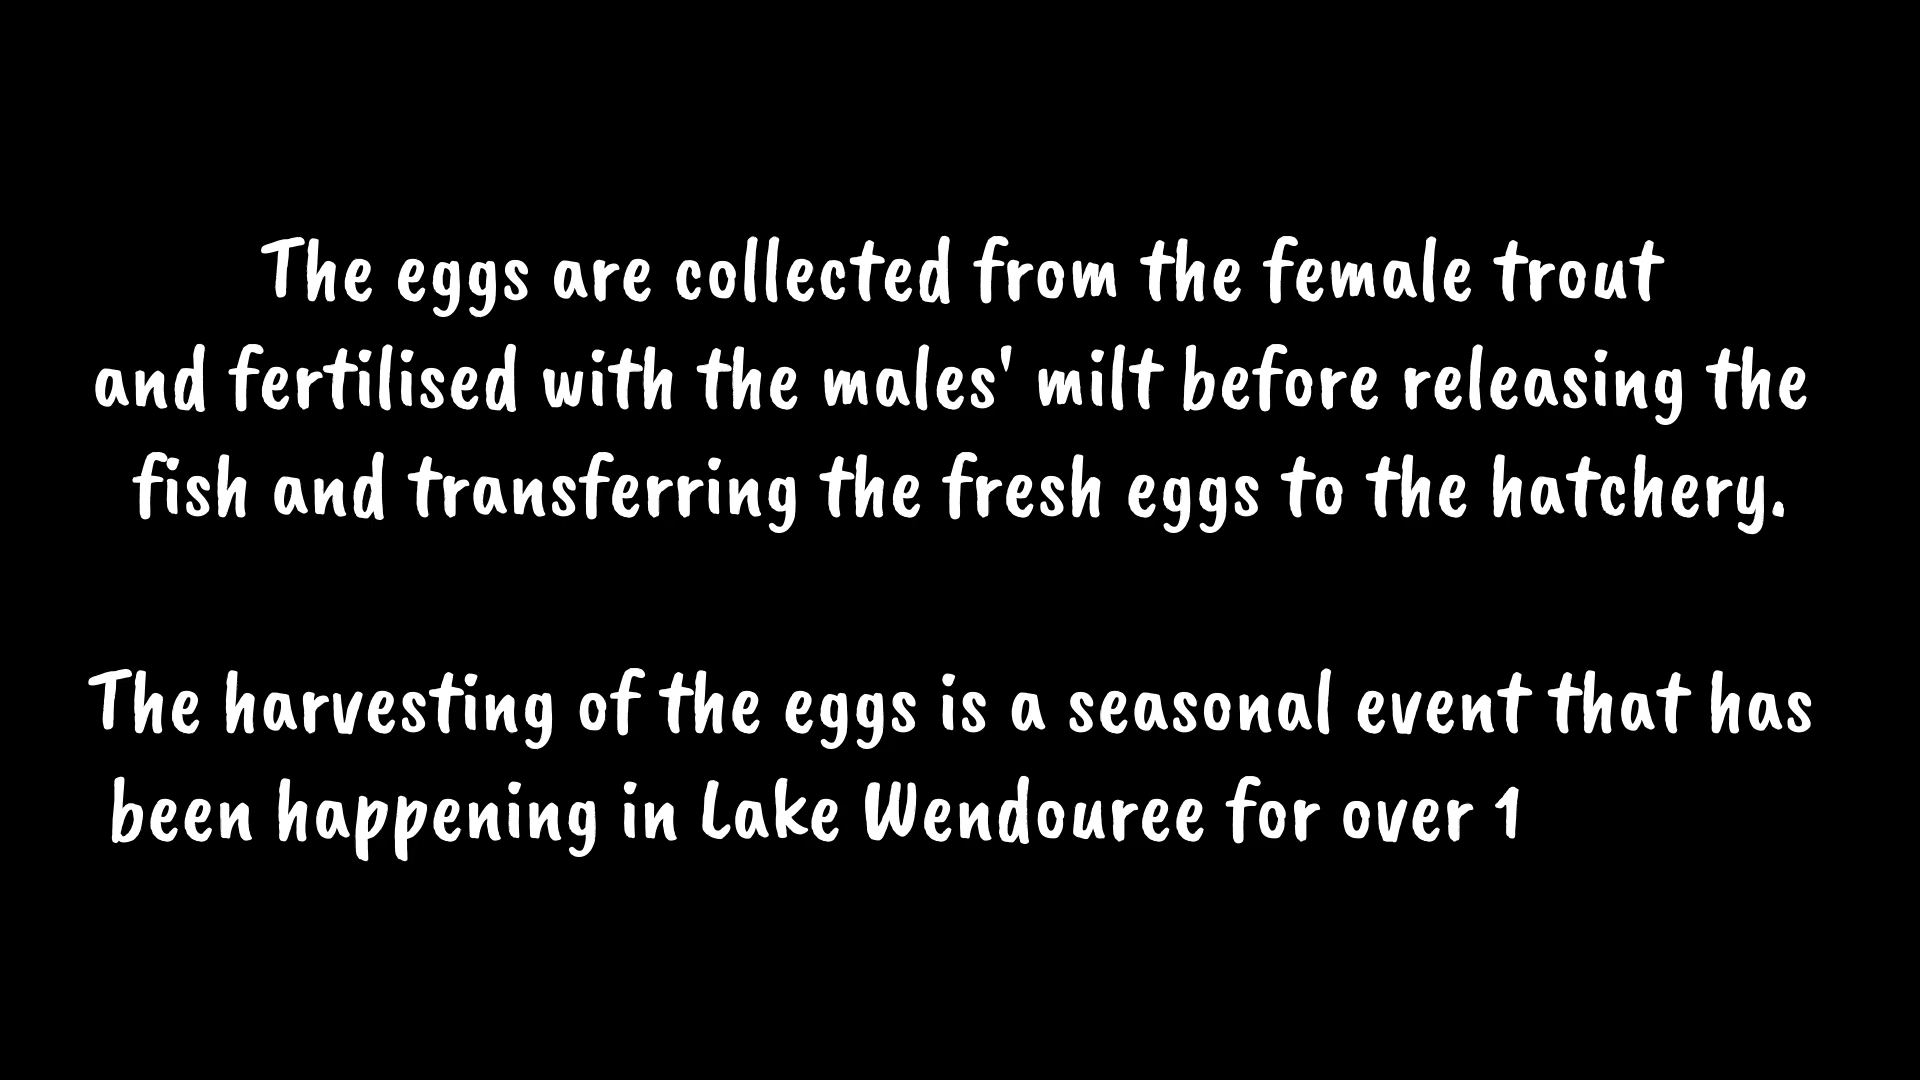 The eggs are collected from the female trout
and fertilised with the males' milt before releasing the
fish and transferring the fresh eggs to the hatchery.
The harvesting of the eggs is a seasonal event that has
been happening in Lake Wendouree for over 1